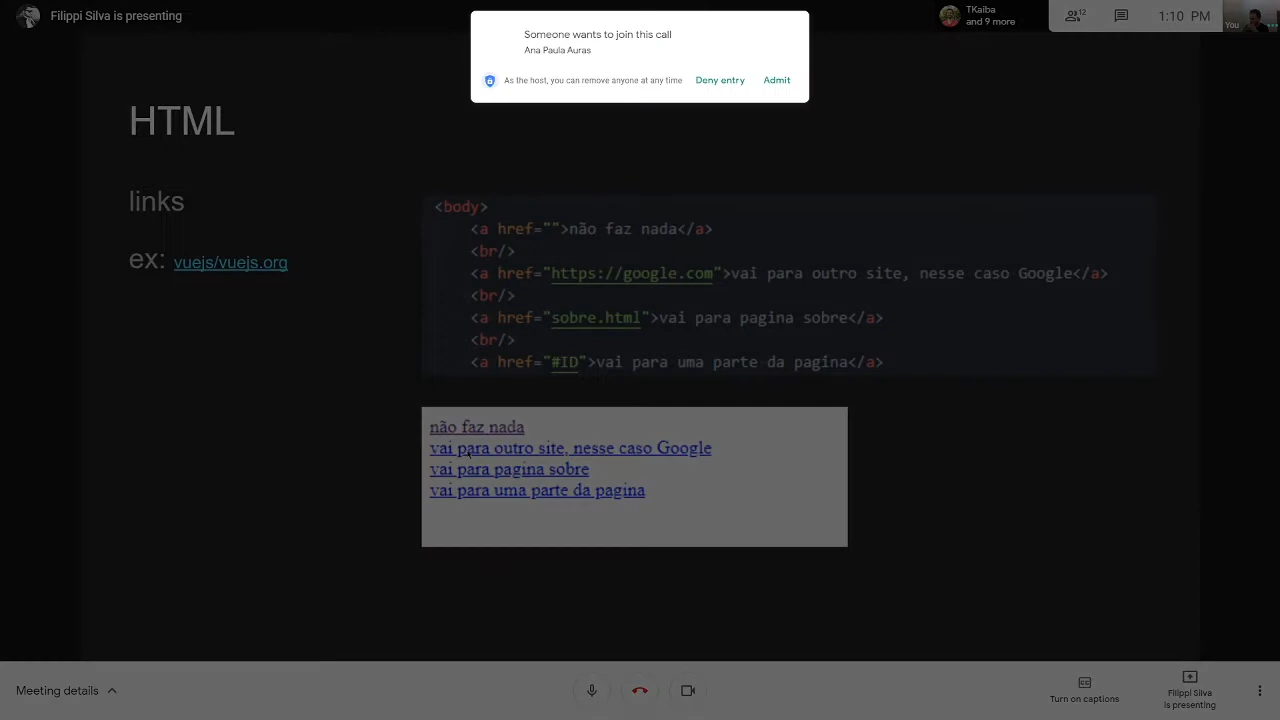 Filippi Silva is presenting
Someone wants to join this call
Ana Paula Auras
As the host, you can remove anyone at any time
Deny entry
Admit
TKaiba
and 9 more
12
1:10 PM
You
HTML
links
ex: vuejs/vuejs.org
<body>
<a href="">não faz nada</a>
<br/>
<a href="https://google.com">vai para outro site, nesse caso Google</a>
<br/>
<a href="sobre.html">vai para pagina sobre</a>
<br/>
<a href="#ID">vai para uma parte da pagina</a>
não faz nada
vai para outro site, nesse caso Google
vai para pagina sobre
vai para uma parte da pagina
Meeting details
Turn on captions
Filippi Silva
is presenting